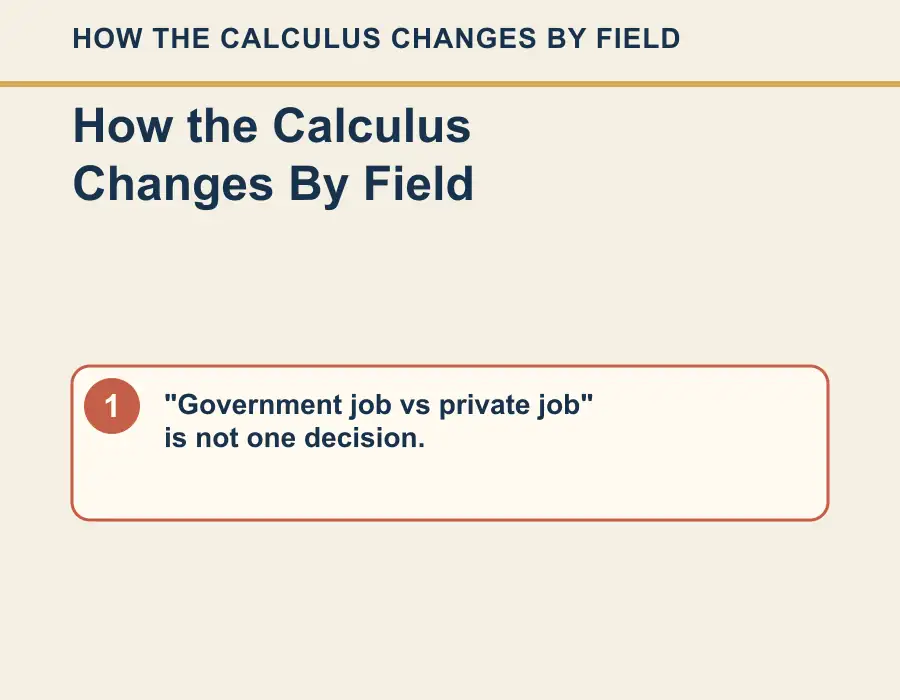 HOW THE CALCULUS CHANGES BY FIELD
How the Calculus
Changes By Field
1
"Government job vs private job"
is not one decision.